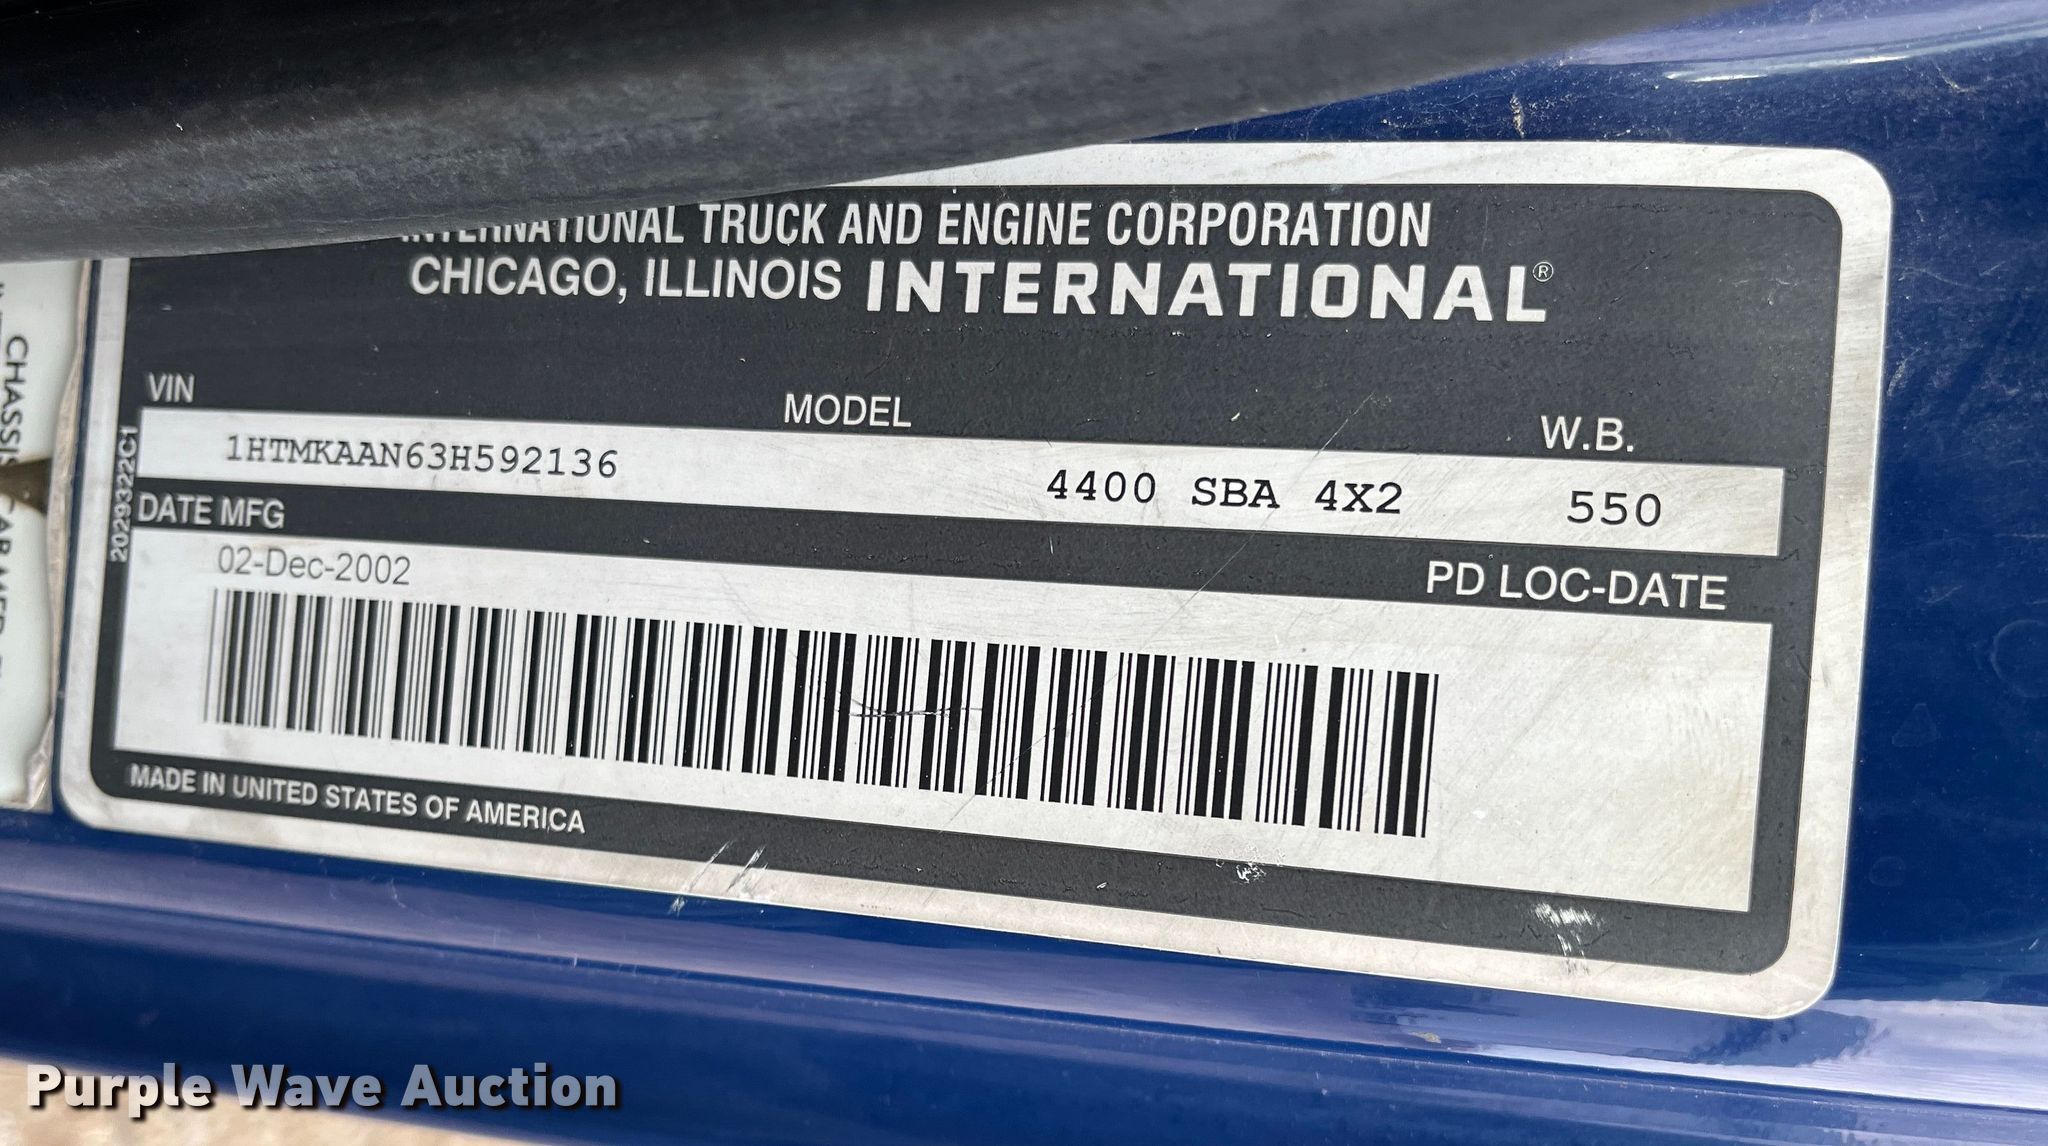 INTERNATIONAL TRUCK AND ENGINE CORPORATION
CHICAGO, ILLINOIS INTERNATIONAL®
VIN MODEL W.B.
1HTMKAAN63H592136 4400 SBA 4X2 550
DATE MFG PD LOC-DATE
02-Dec-2002
MADE IN UNITED STATES OF AMERICA
2029322C1
CHASSIS
Purple Wave Auction